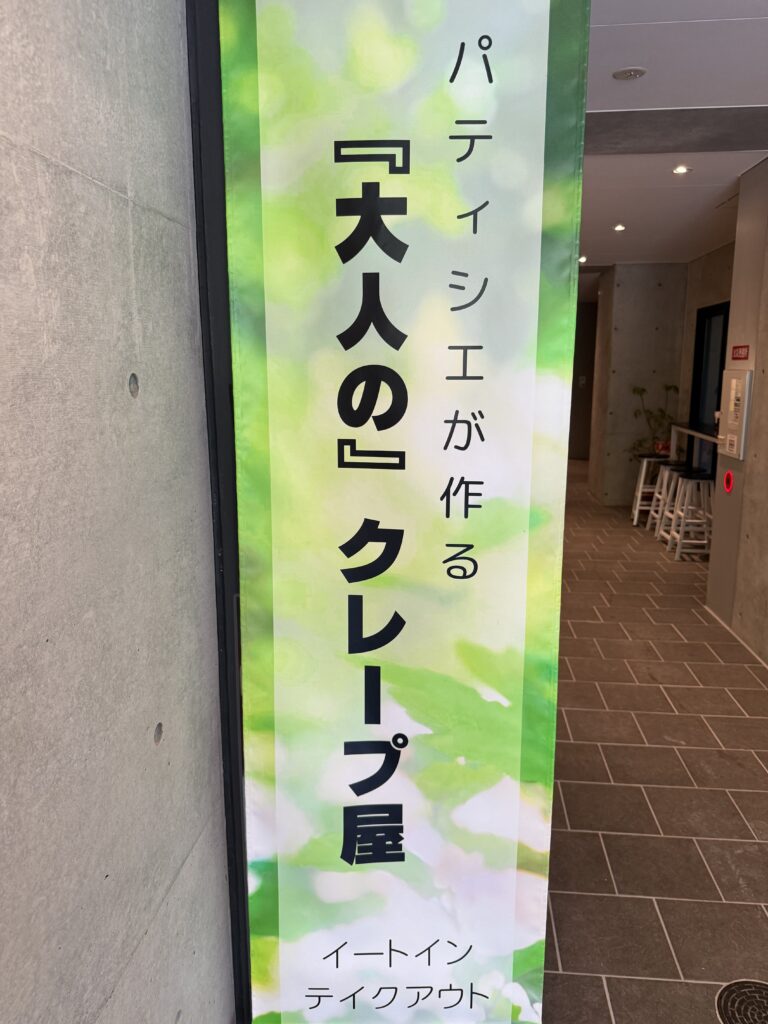 パティシエが作る
『大人の』クレープ屋
イートイン
テイクアウト